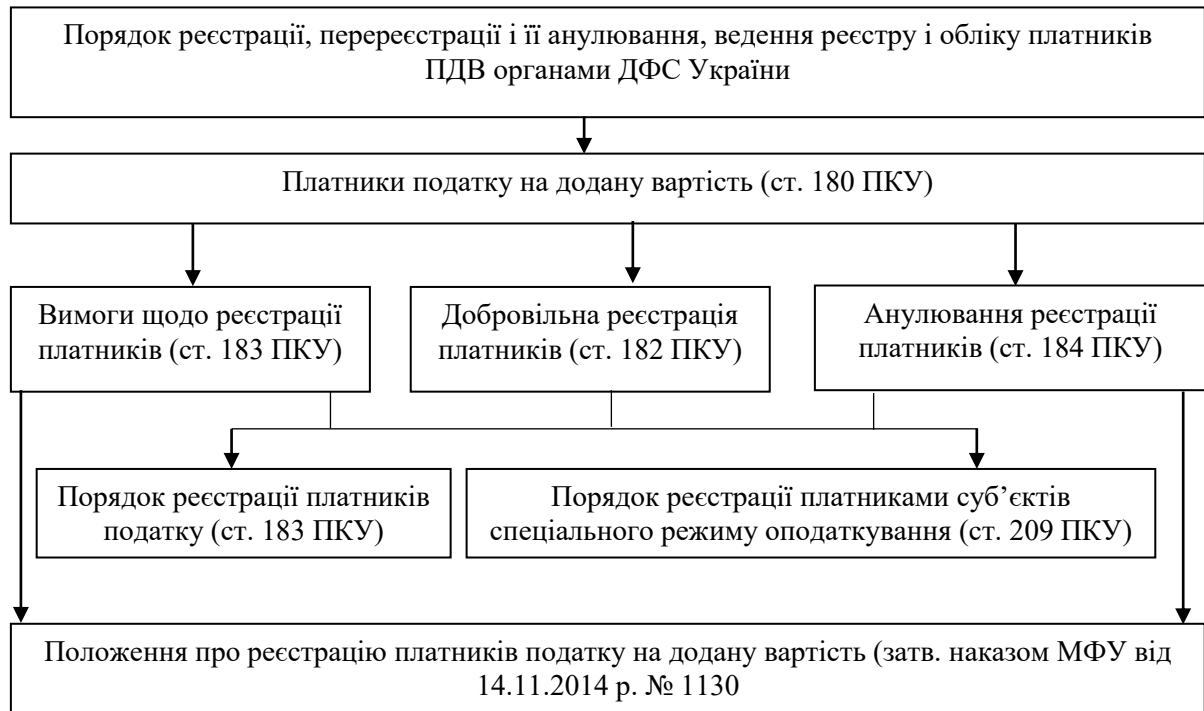 Порядок реєстрації, перереєстрації і її анулювання, ведення реєстру і обліку платників
ПДВ органами ДФС України
Платники податку на додану вартість (ст. 180 ПКУ)
Вимоги щодо реєстрації
платників (ст. 183 ПКУ)
Добровільна реєстрація
платників (ст. 182 ПКУ)
Анулювання реєстрації
платників (ст. 184 ПКУ)
Порядок реєстрації платників
податку (ст. 183 ПКУ)
Порядок реєстрації платниками суб’єктів
спеціального режиму оподаткування (ст. 209 ПКУ)
Положення про реєстрацію платників податку на додану вартість (затв. наказом МФУ від
14.11.2014 р. № 1130